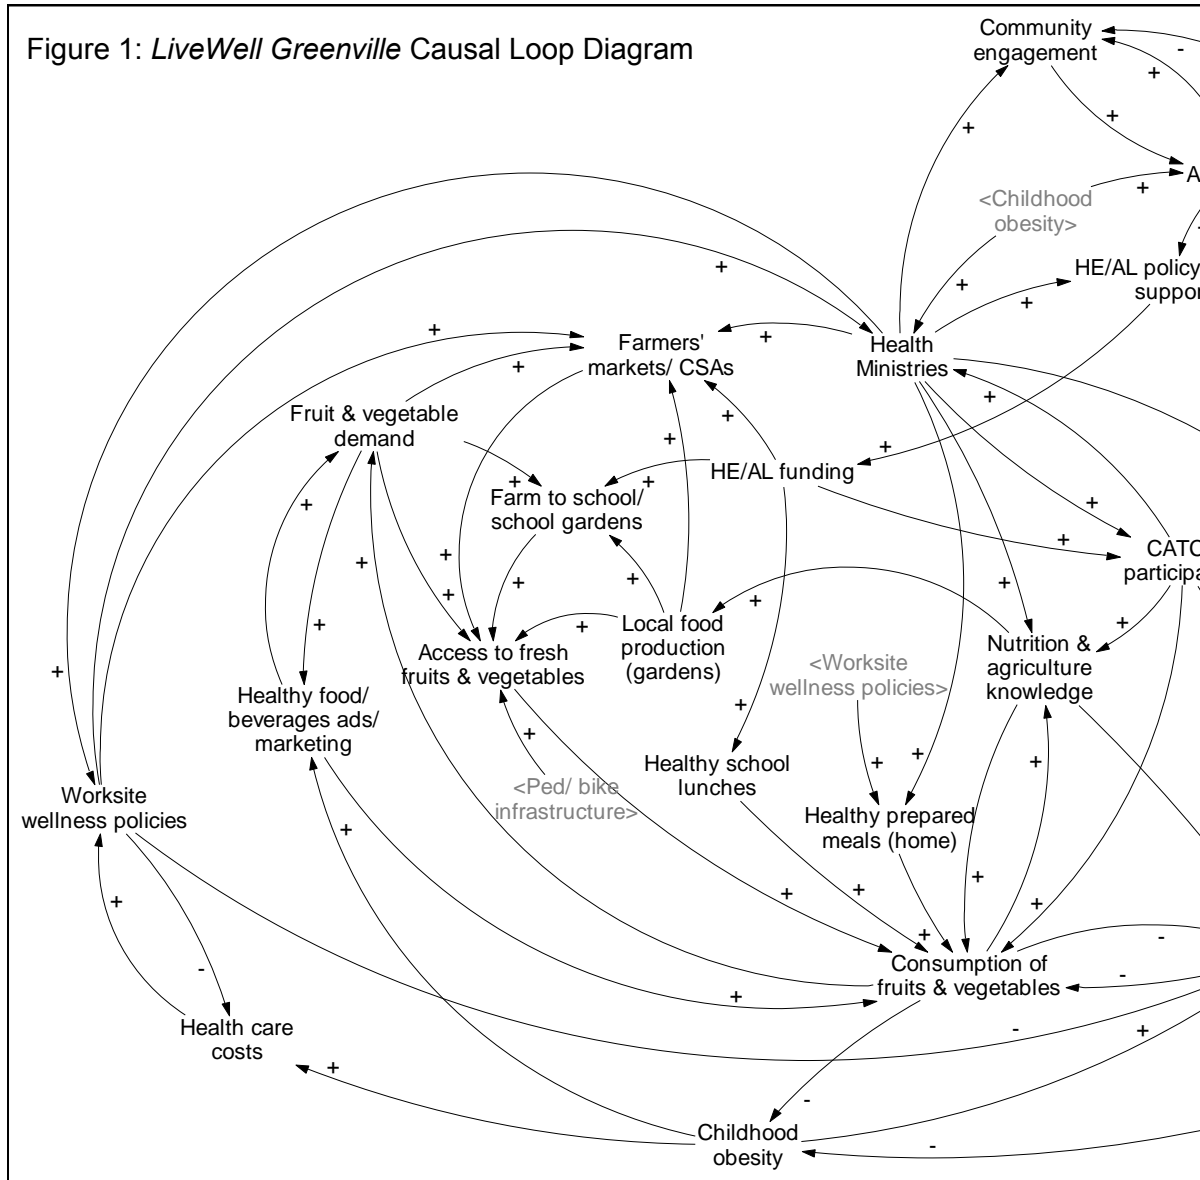 Figure 1: LiveWell Greenville Causal Loop Diagram
Community
engagement
-
+
+
+
A
+
<Childhood
obesity>
HE/AL policy
suppor
+
+
+
+
+
+
Farmers'
markets/ CSAs
Health
Ministries
+
+
Fruit & vegetable
demand
+
+
+
HE/AL funding
+
+
Farm to school/
school gardens
+
+
+
+
CATC
participa
+
+
+
+
+
+
+
+
+
+
Local food
production
(gardens)
Nutrition &
agriculture
knowledge
Access to fresh
fruits & vegetables
<Worksite
wellness policies>
+
Healthy food/
beverages ads/
marketing
+
+
+
+
+
Healthy school
lunches
<Ped/ bike
infrastructure>
Worksite
wellness policies
Healthy prepared
meals (home)
+
+
+
+
+
+
+
+
-
-
-
Consumption of
fruits & vegetables
+
-
+
Health care
costs
+
-
Childhood
obesity
-